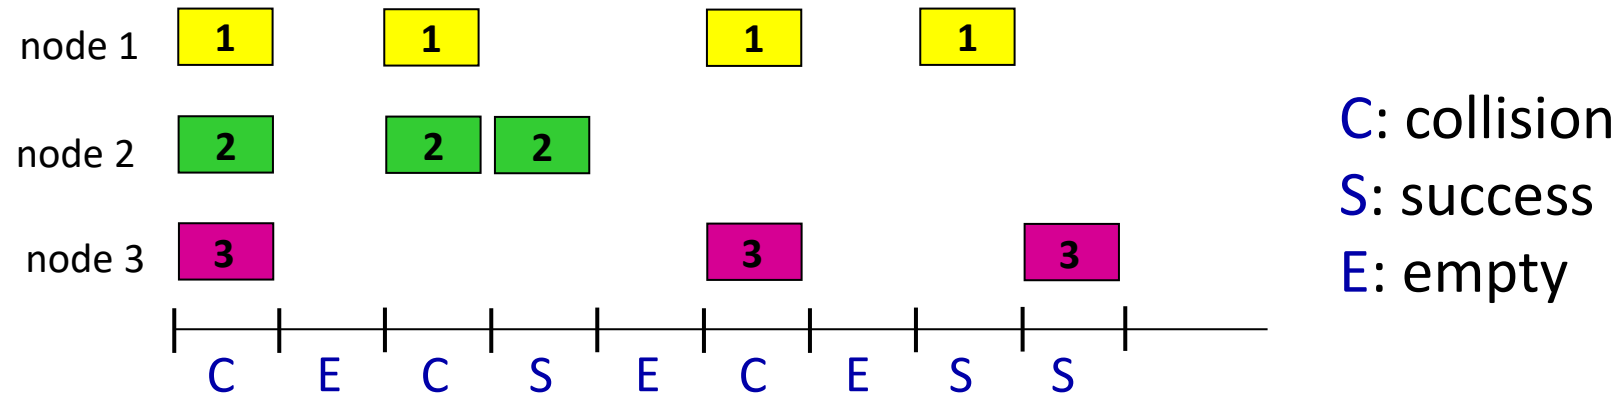 node 1 1 1 1 1
node 2 2 2 2
node 3 3 3 3
C E C S E C E S S
C: collision
S: success
E: empty